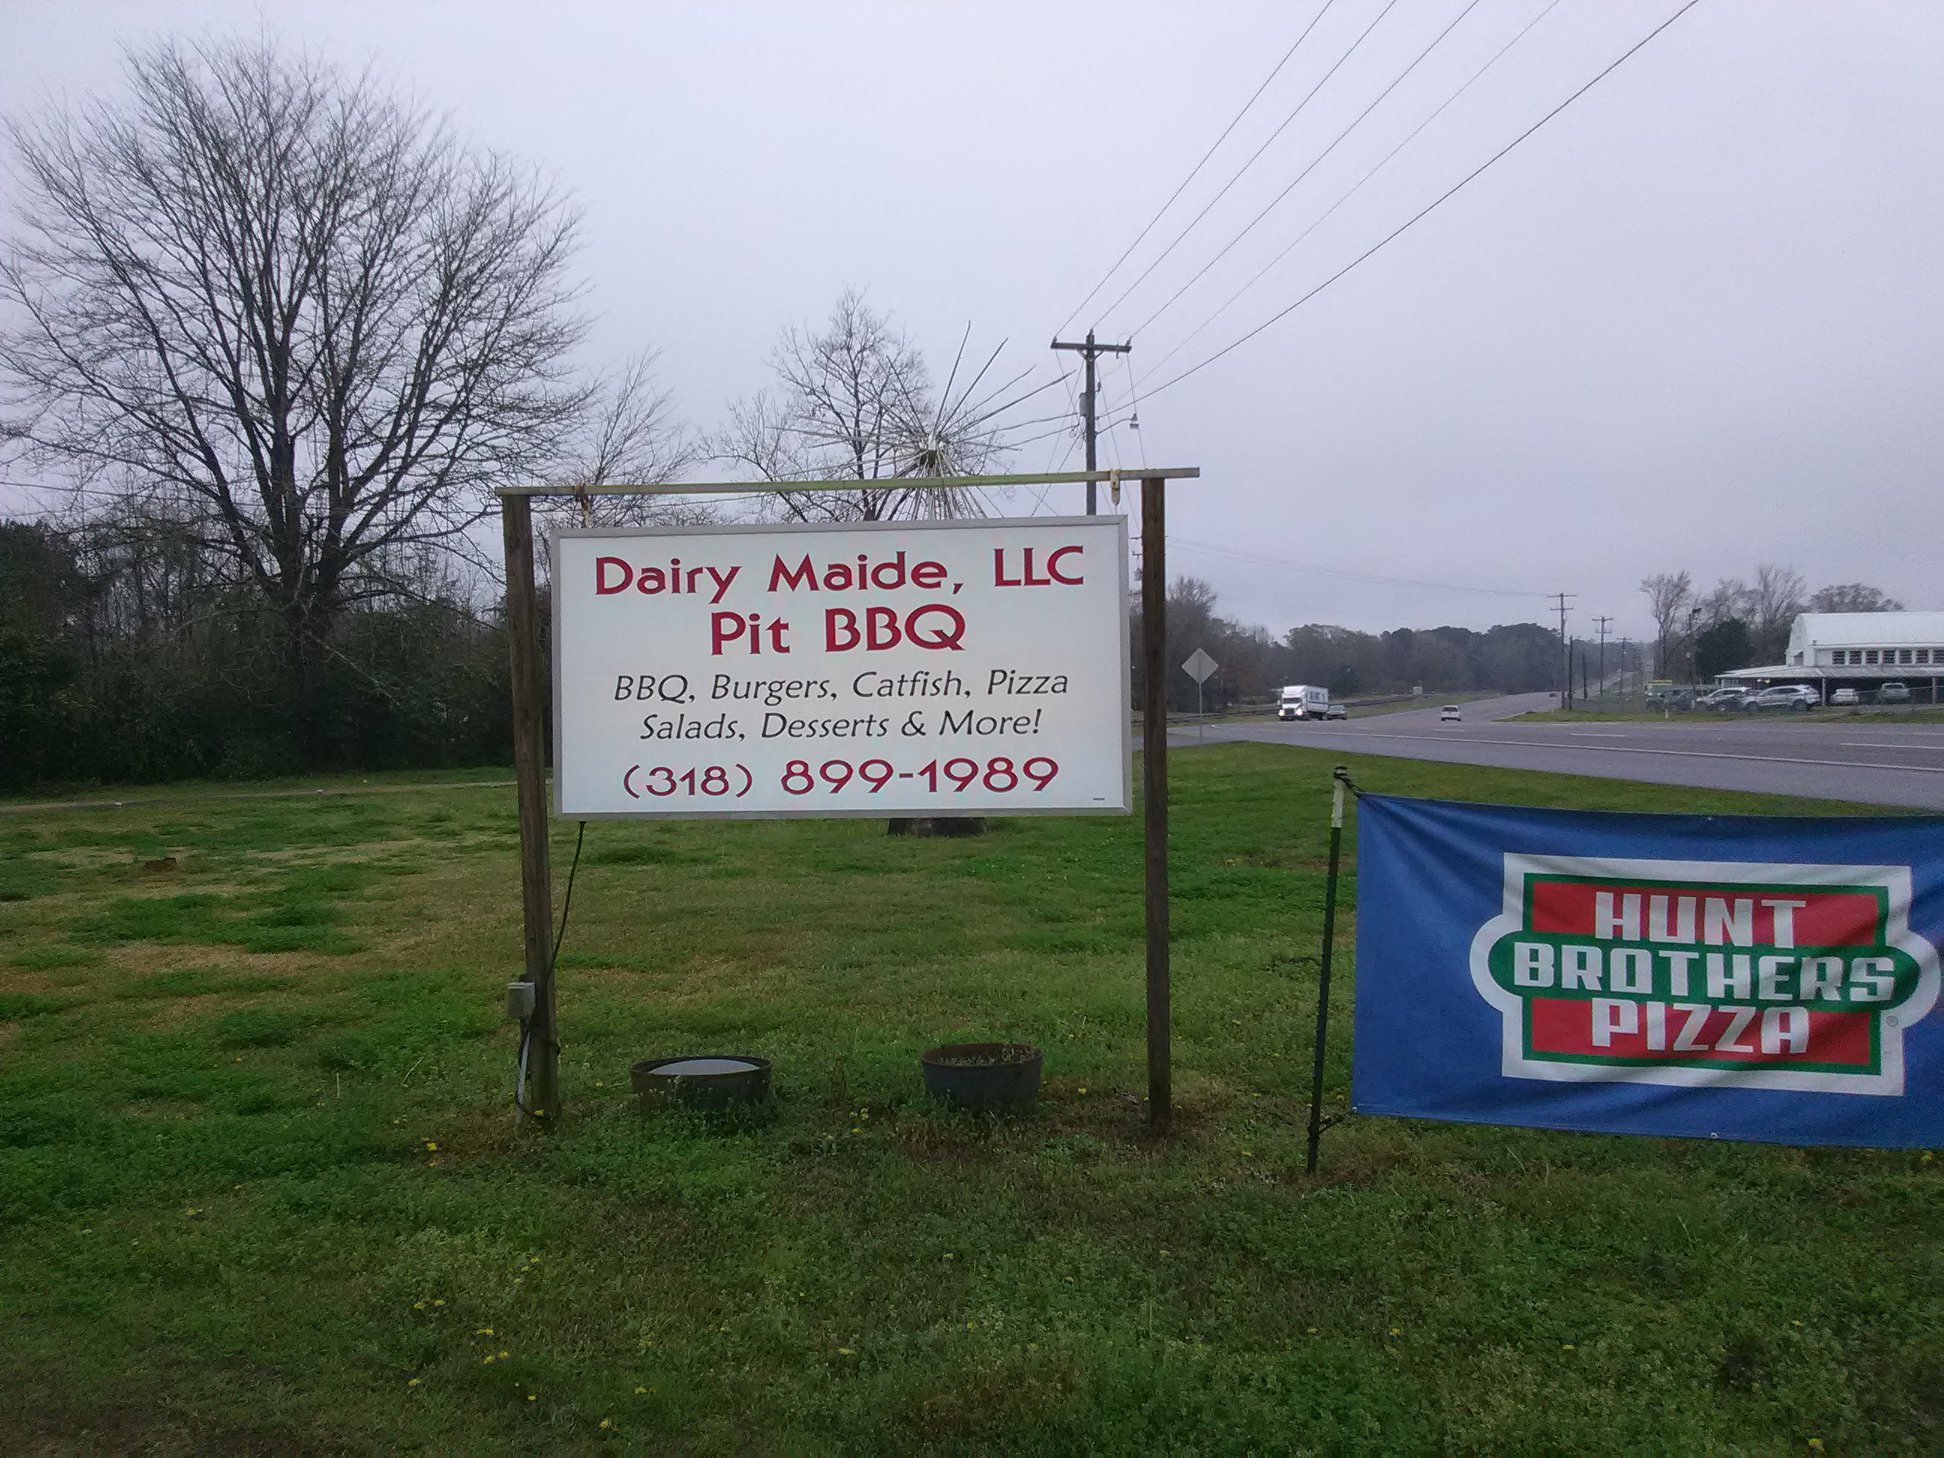 Dairy Maide, LLC
Pit BBQ
BBQ, Burgers, Catfish, Pizza
Salads, Desserts & More!
(318) 899-1989
HUNT
BROTHERS
PIZZA®